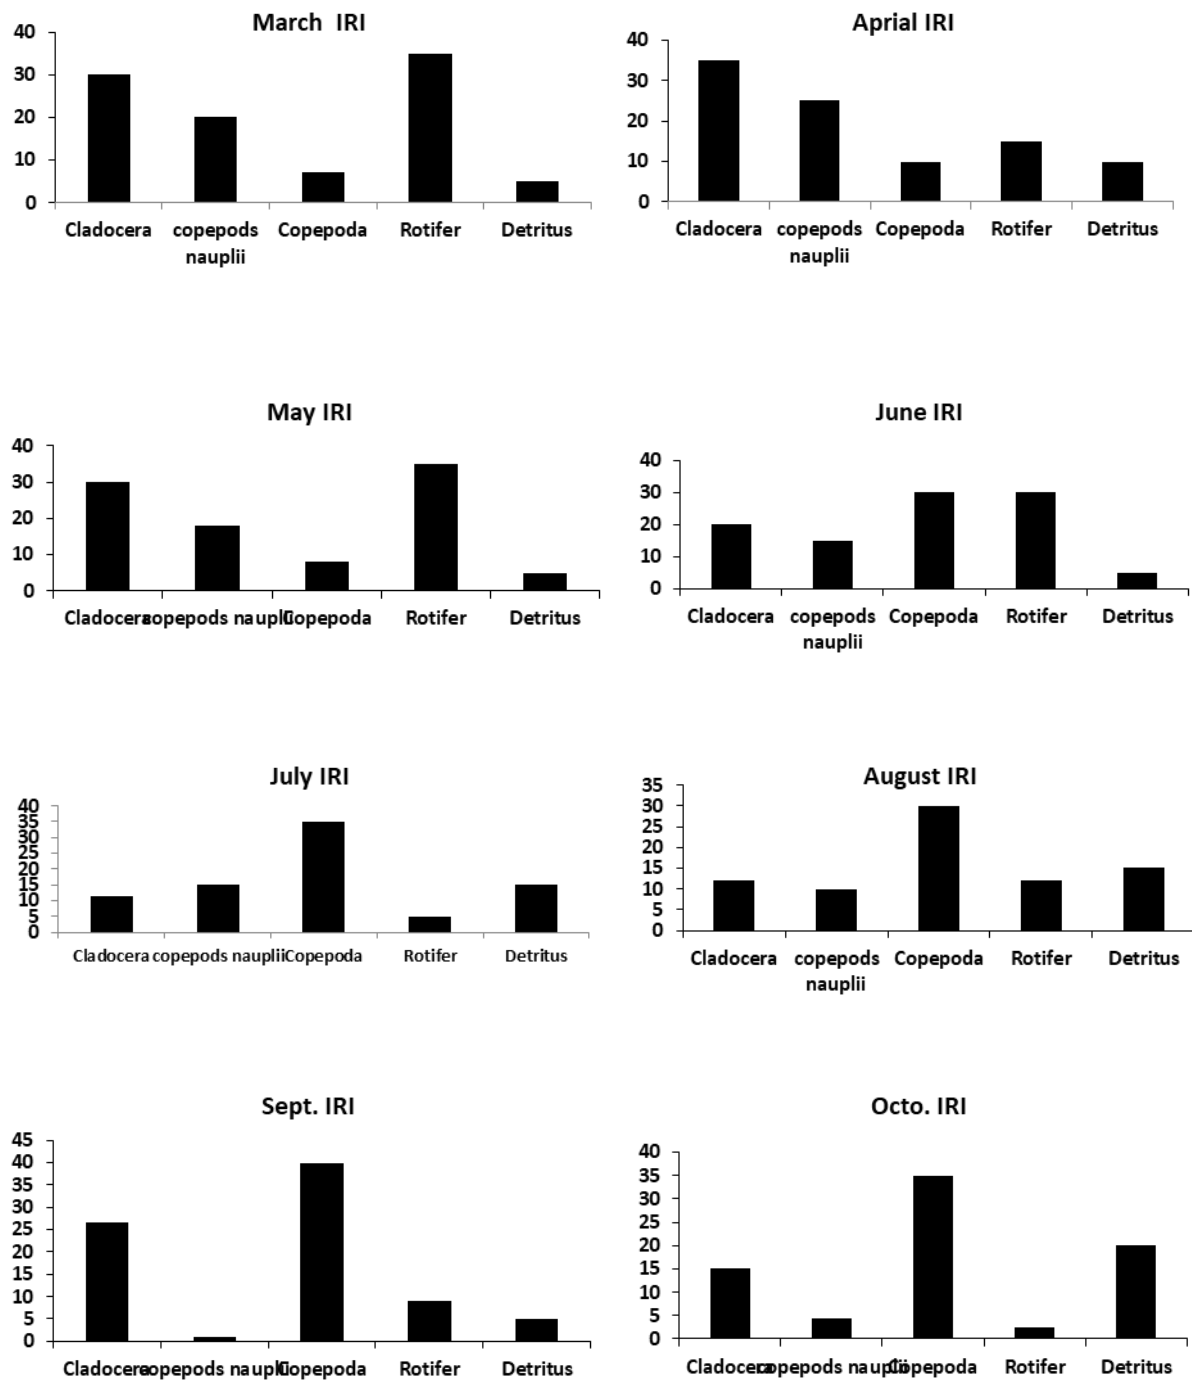 March  IRI
40
30
20
10
0
Cladocera copepods Copepoda Rotifer Detritus
nauplii
Aprial IRI
40
30
20
10
0
Cladocera copepods Copepoda Rotifer Detritus
nauplii
May IRI
40
30
20
10
0
Cladocera copepods nauplii Copepoda Rotifer Detritus
June IRI
40
30
20
10
0
Cladocera copepods Copepoda Rotifer Detritus
nauplii
July IRI
40
35
30
25
20
15
10
5
0
Cladocera copepods nauplii Copepoda Rotifer Detritus
August IRI
35
30
25
20
15
10
5
0
Cladocera copepods Copepoda Rotifer Detritus
nauplii
Sept. IRI
45
40
35
30
25
20
15
10
5
0
Cladocera copepods nauplii Copepoda Rotifer Detritus
Octo. IRI
40
35
30
25
20
15
10
5
0
Cladocera copepods nauplii Copepoda Rotifer Detritus